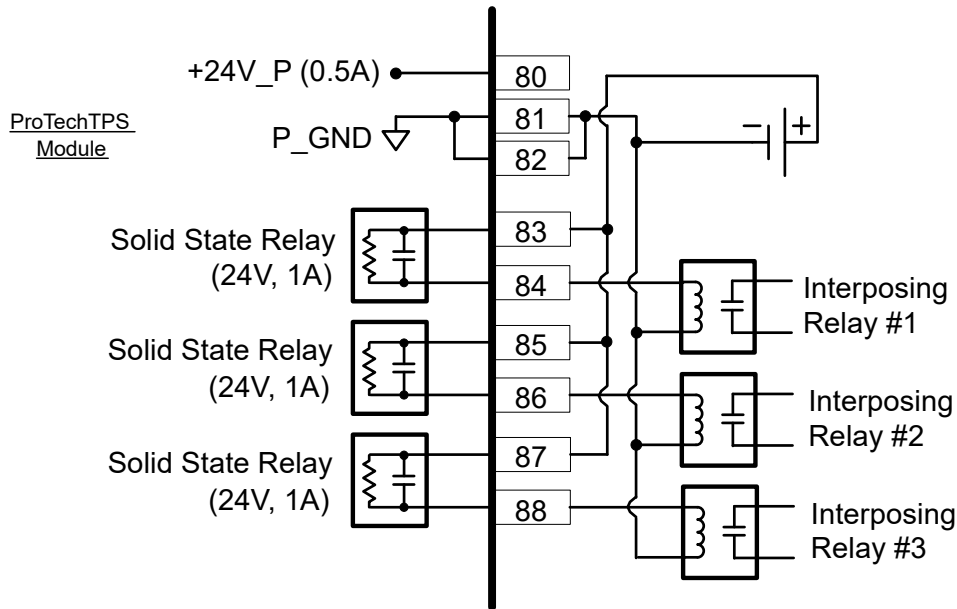 +24V_P (0.5A)
80
ProTechTPS
Module
P_GND
81
82
− +
Solid State Relay
(24V, 1A)
83
84
Interposing
Relay #1
Solid State Relay
(24V, 1A)
85
86
Interposing
Relay #2
Solid State Relay
(24V, 1A)
87
88
Interposing
Relay #3